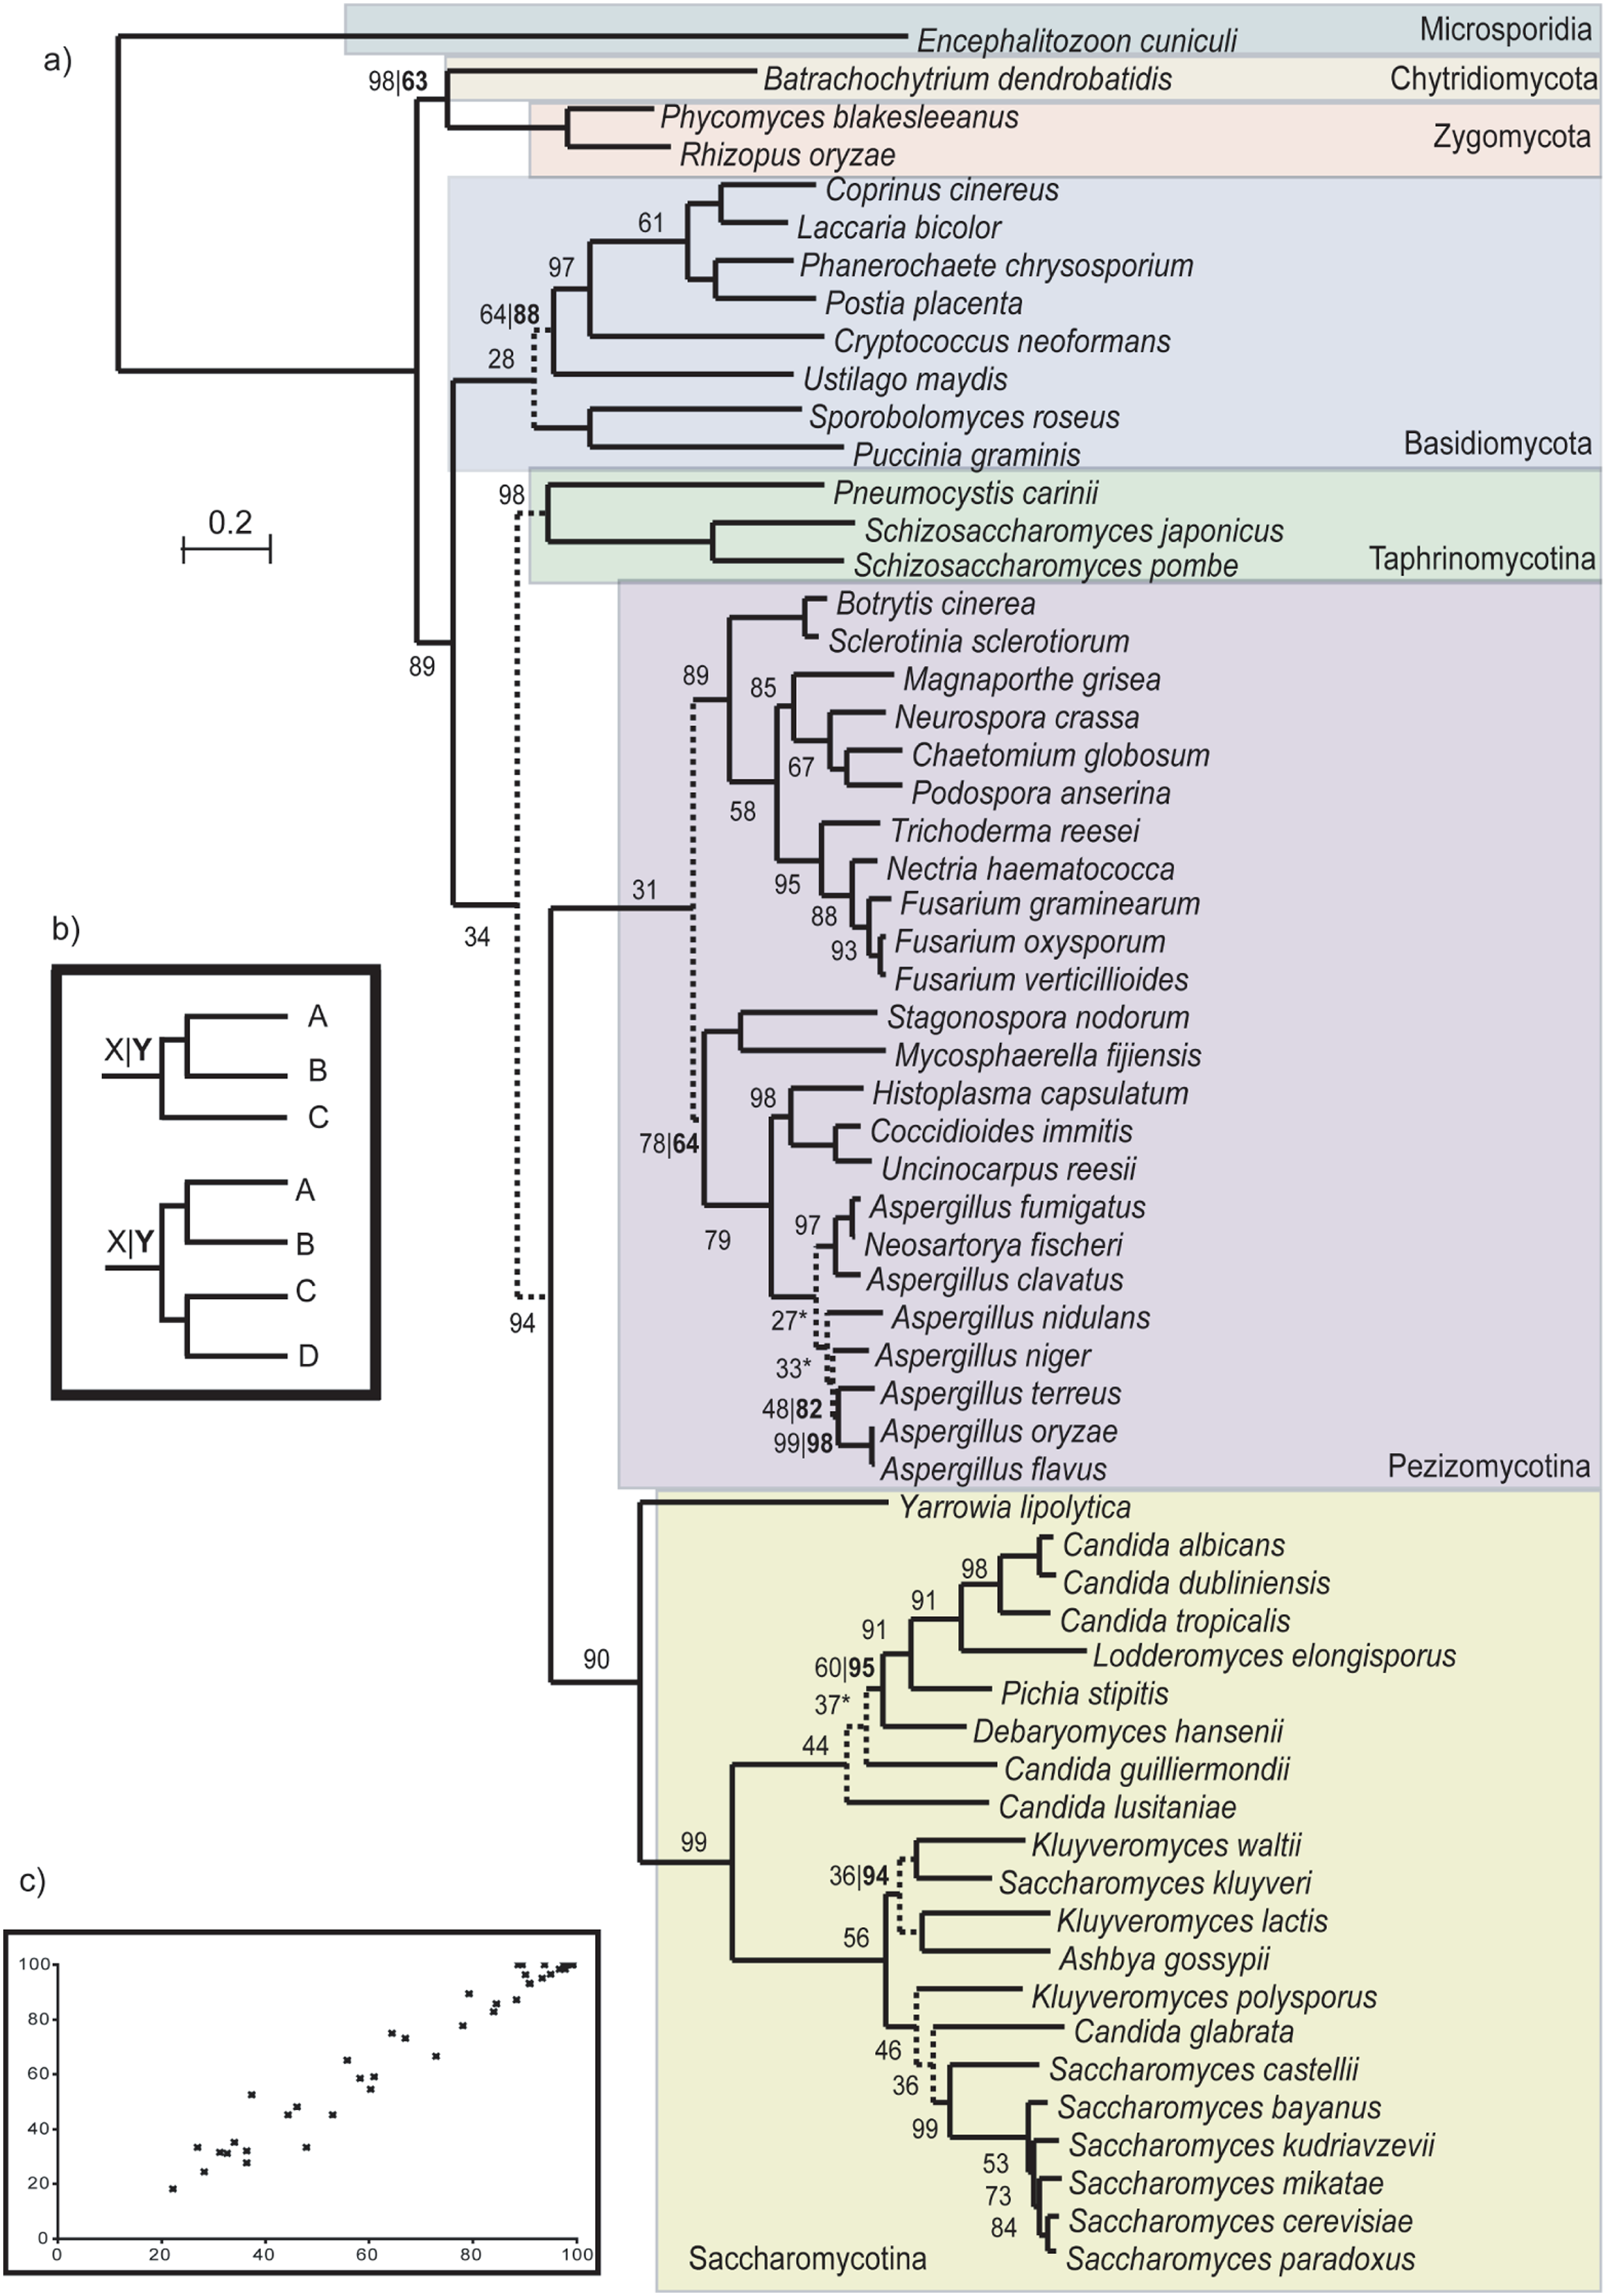 a)
Microsporidia
Encephalitozoon cuniculi
98|63
Batrachochytrium dendrobatidis
Chytridiomycota
Phycomyces blakesleeanus
Zygomycota
Rhizopus oryzae
Coprinus cinereus
61
Laccaria bicolor
97
Phanerochaete chrysosporium
64|88
Postia placenta
Cryptococcus neoformans
28
Ustilago maydis
Sporobolomyces roseus
Basidiomycota
Puccinia graminis
98
Pneumocystis carinii
0.2
Schizosaccharomyces japonicus
Taphrinomycotina
Schizosaccharomyces pombe
Botrytis cinerea
Sclerotinia sclerotiorum
89
89
85
Magnaporthe grisea
Neurospora crassa
67
Chaetomium globosum
58
Podospora anserina
Trichoderma reesei
31
95
Nectria haematococca
34
88
Fusarium graminearum
93
Fusarium oxysporum
Fusarium verticillioides
Stagonospora nodorum
Mycosphaerella fijiensis
98
Histoplasma capsulatum
78|64
Coccidioides immitis
Uncinocarpus reesii
Aspergillus fumigatus
79
97
Neosartorya fischeri
Aspergillus clavatus
94
27*
Aspergillus nidulans
33*
Aspergillus niger
48|82
Aspergillus terreus
99|98
Aspergillus oryzae
Aspergillus flavus
Pezizomycotina
b)
X|Y
A
B
C
X|Y
A
B
C
D
Yarrowia lipolytica
Candida albicans
98
Candida dubliniensis
91
Candida tropicalis
91
Lodderomyces elongisporus
90
60|95
Pichia stipitis
37*
Debaryomyces hansenii
44
Candida guilliermondii
Candida lusitaniae
99
Kluyveromyces waltii
36|94
Saccharomyces kluyveri
Kluyveromyces lactis
56
Ashbya gossypii
Kluyveromyces polysporus
46
Candida glabrata
36
Saccharomyces castellii
99
Saccharomyces bayanus
53
Saccharomyces kudriavzevii
73
Saccharomyces mikatae
84
Saccharomyces cerevisiae
Saccharomyces paradoxus
Saccharomycotina
c)
100
80
60
40
20
0
0 20 40 60 80 100